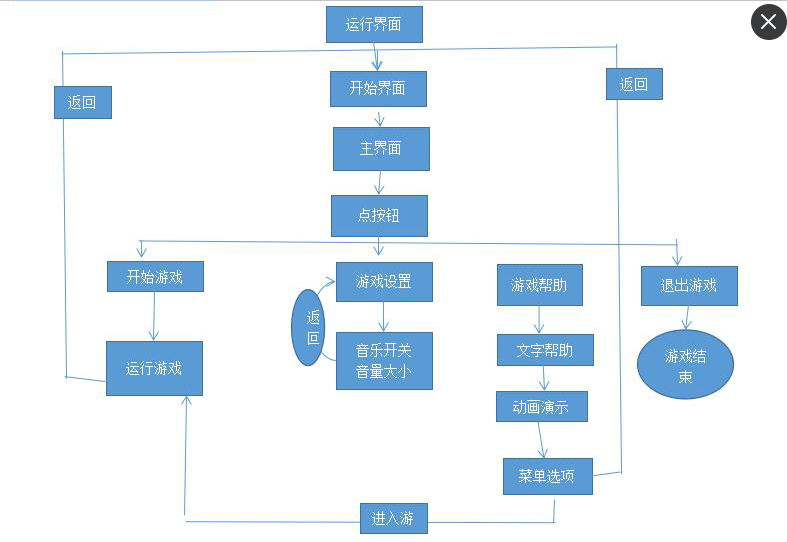 运行界面
返回
返回
开始界面
主界面
点按钮
开始游戏
游戏设置
游戏帮助
退出游戏
返
回
运行游戏
音乐开关
音量大小
文字帮助
游戏结
束
动画演示
菜单选项
进入游